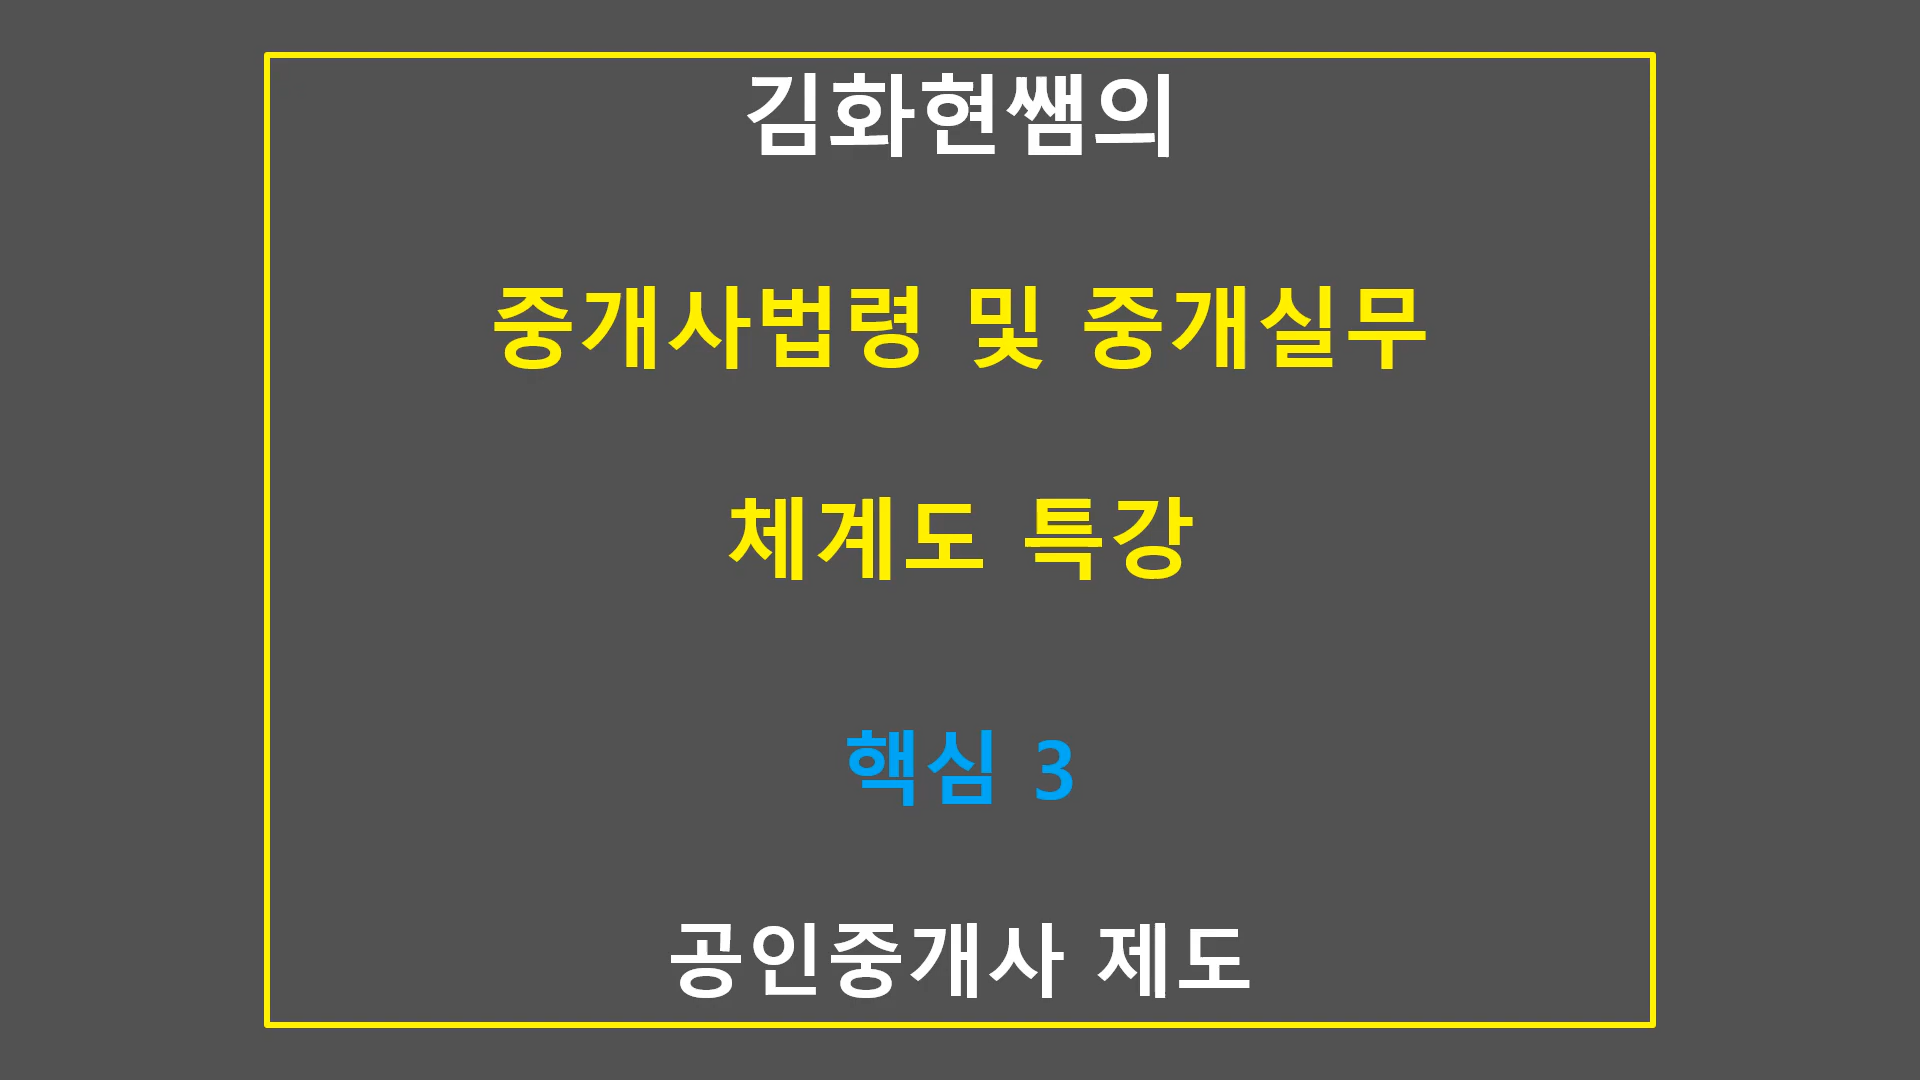 김화현쌤의
중개사법령 및 중개실무
체계도 특강
핵심 3
공인중개사 제도